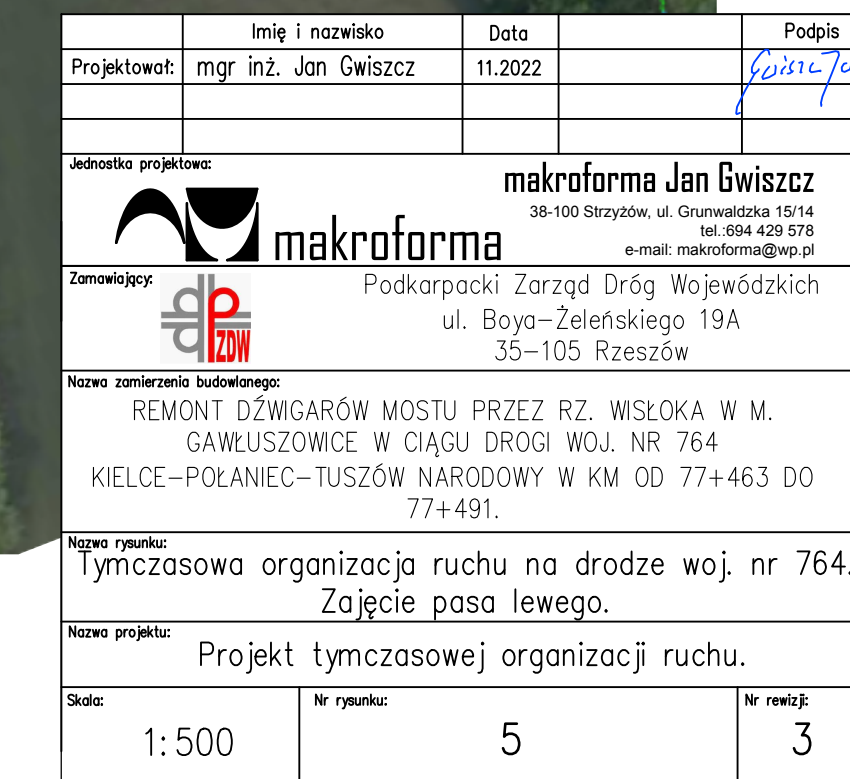 Imię i nazwisko Data Podpis
Projektował: mgr inż. Jan Gwiszcz 11.2022
Jednostka projektowa:
makroforma Jan Gwiszcz
38-100 Strzyżów, ul. Grunwaldzka 15/14
tel.:694 429 578
e-mail: makroforma@wp.pl
makroforma
Zamawiający:
PZDW
Podkarpacki Zarząd Dróg Wojewódzkich
ul. Boya-Żeleńskiego 19A
35-105 Rzeszów
Nazwa zamierzenia budowlanego:
REMONT DŹWIGARÓW MOSTU PRZEZ RZ. WISŁOKA W M.
GAWŁUSZOWICE W CIĄGU DROGI WOJ. NR 764
KIELCE-POŁANIEC-TUSZÓW NARODOWY W KM OD 77+463 DO
77+491.
Nazwa rysunku:
Tymczasowa organizacja ruchu na drodze woj. nr 764.
Zajęcie pasa lewego.
Nazwa projektu:
Projekt tymczasowej organizacji ruchu.
Skala: Nr rysunku: Nr rewizji:
1:500 5 3